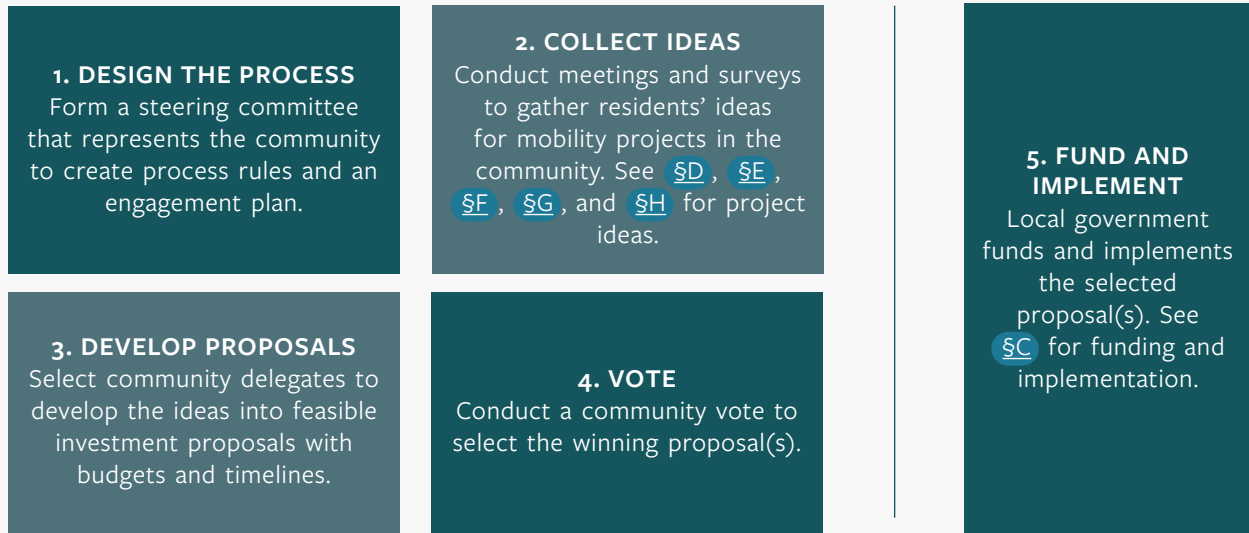 1. DESIGN THE PROCESS
Form a steering committee
that represents the community
to create process rules and an
engagement plan.
2. COLLECT IDEAS
Conduct meetings and surveys
to gather residents’ ideas
for mobility projects in the
community. See §D, §E,
§F, §G, and §H for project
ideas.
3. DEVELOP PROPOSALS
Select community delegates to
develop the ideas into feasible
investment proposals with
budgets and timelines.
4. VOTE
Conduct a community vote to
select the winning proposal(s).
5. FUND AND
IMPLEMENT
Local government
funds and implements
the selected
proposal(s). See
§C for funding and
implementation.